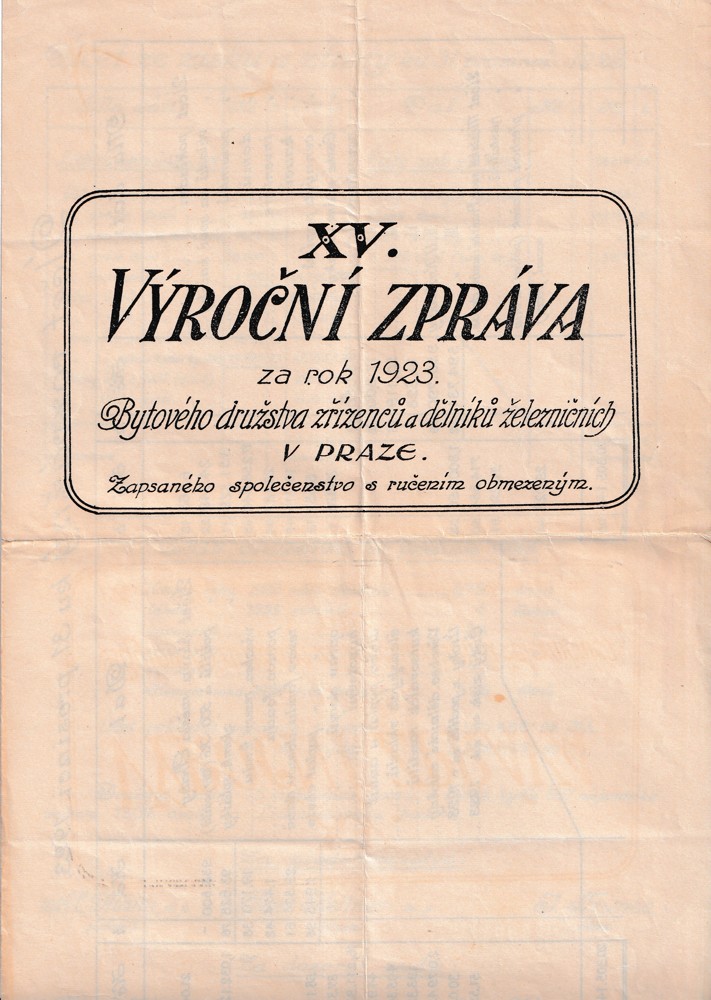 XV.
VÝROČNÍ ZPRÁVA
za rok 1923.
Bytového družstva zřízenců a dělníků železničních
V PRAZE.
Zapsaného společenstvo s ručením obmezeným.